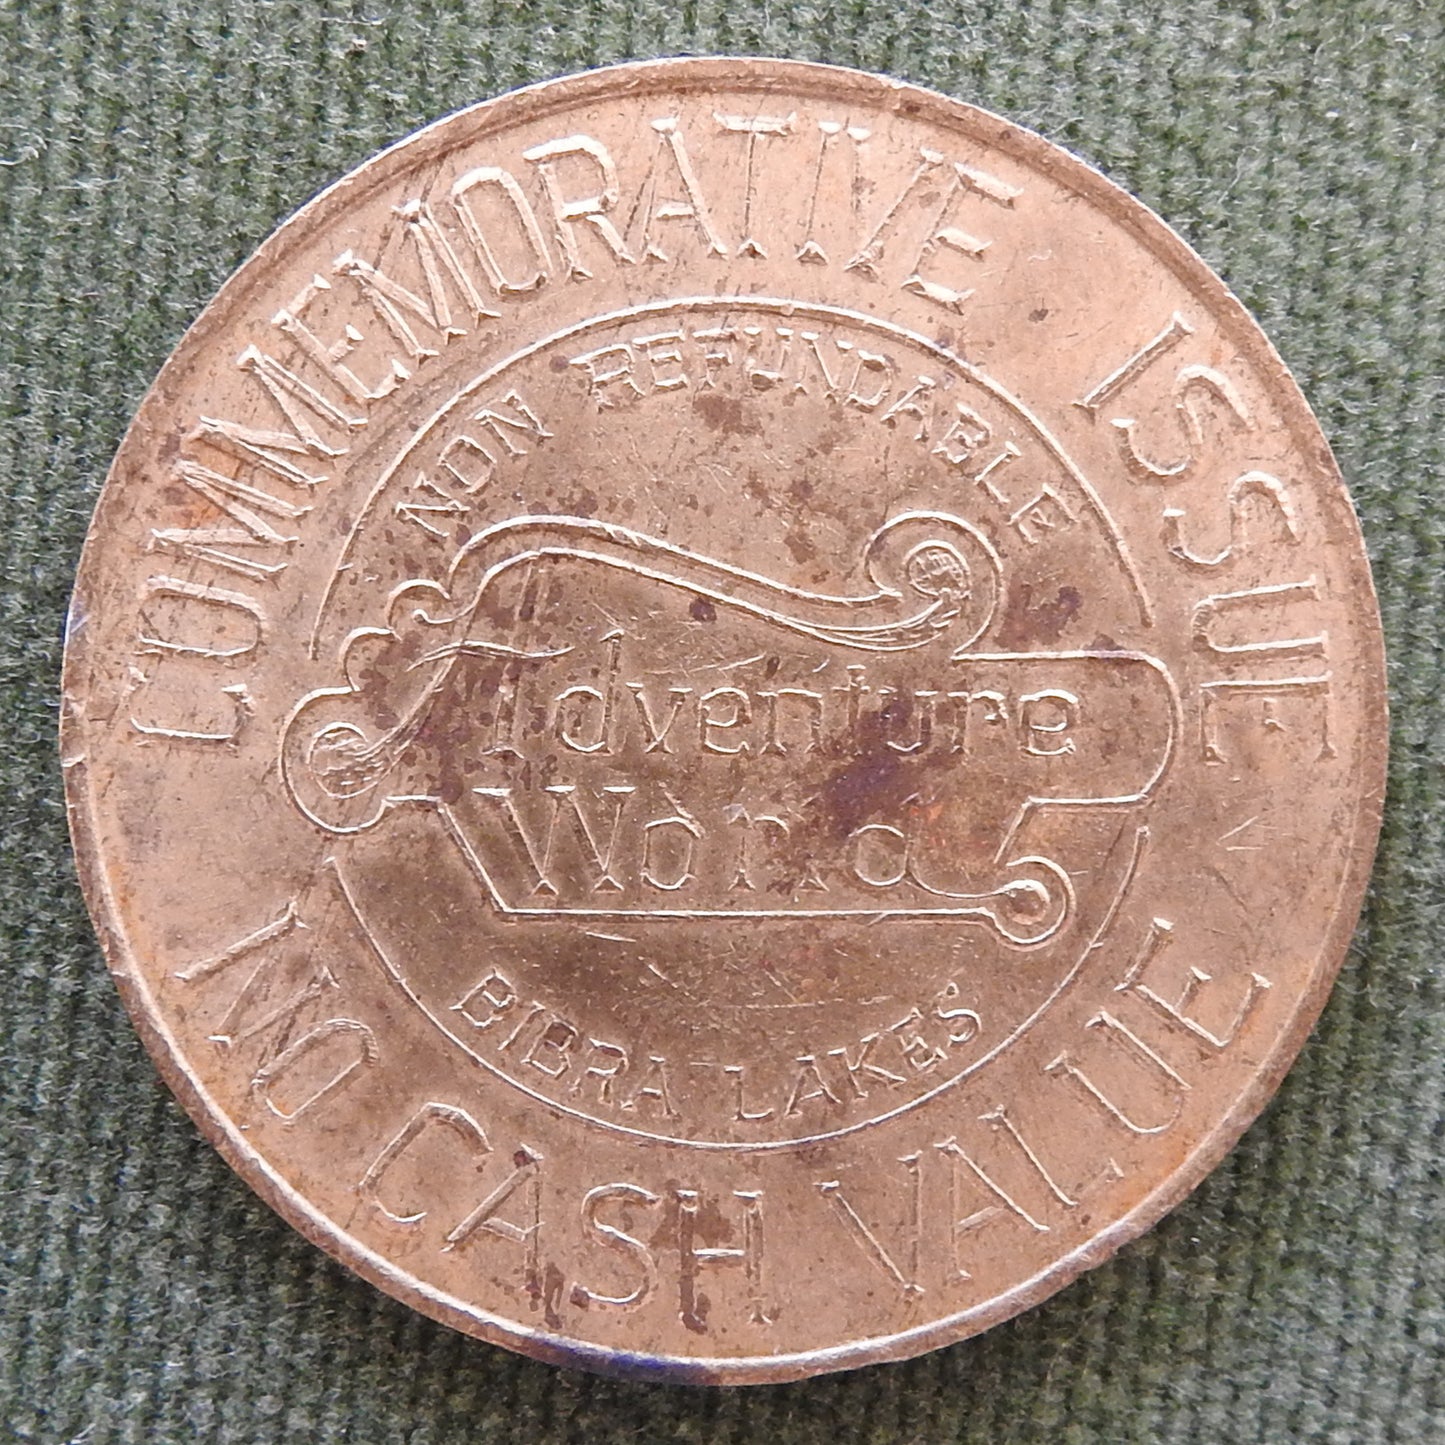 COMMEMORATIVE ISSUE
NON REFUNDABLE
Adventure
World
BIBRA LAKES
NO CASH VALUE